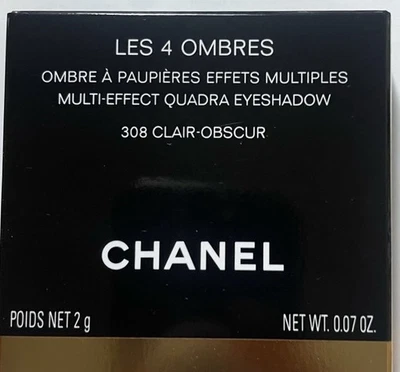 LES 4 OMBRES
OMBRE À PAUPIÈRES EFFETS MULTIPLES
MULTI-EFFECT QUADRA EYESHADOW
308 CLAIR-OBSCUR
CHANEL
POIDS NET 2 g NET WT. 0.07 OZ.